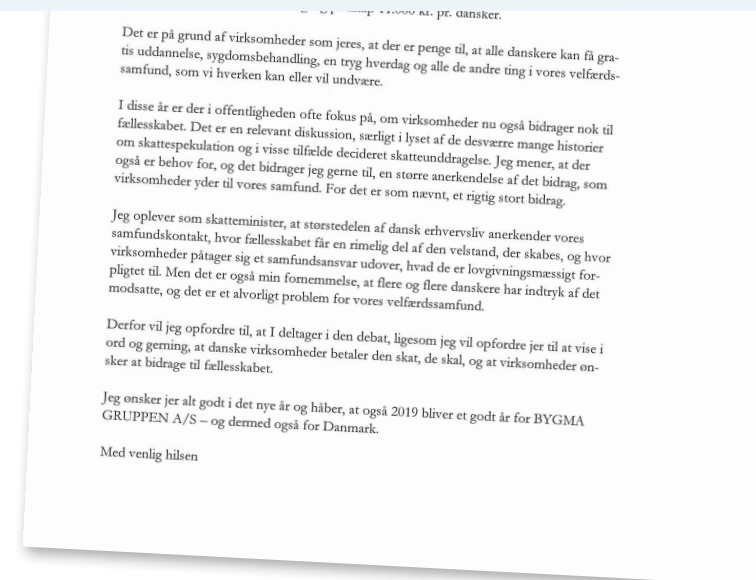 kr. pr. dansker.
Det er på grund af virksomheder som jeres, at der er penge til, at alle danskere kan få gra-
tis uddannelse, sygdomsbehandling, en tryg hverdag og alle de andre ting i vores velfærds-
samfund, som vi hverken kan eller vil undvære.
I disse år er der i offentligheden ofte fokus på, om virksomheder nu også bidrager nok til
fællesskabet. Det er en relevant diskussion, særligt i lyset af de desværre mange historier
om skattespekulation og i visse tilfælde decideret skatteunddragelse. Jeg mener, at der
også er behov for, og det bidrager jeg gerne til, en større anerkendelse af det bidrag, som
virksomheder yder til vores samfund. For det er som nævnt, et rigtig stort bidrag.
Jeg oplever som skatteminister, at størstedelen af dansk erhvervsliv anerkender vores
samfundskontakt, hvor fællesskabet får en rimelig del af den velstand, der skabes, og hvor
virksomheder påtager sig et samfundsansvar udover, hvad de er lovgivningsmæssigt for-
pligtet til. Men det er også min fornemmelse, at flere og flere danskere har indtryk af det
modsatte, og det er et alvorligt problem for vores velfærdssamfund.
Derfor vil jeg opfordre til, at I deltager i den debat, ligesom jeg vil opfordre jer til at vise i
ord og gerning, at danske virksomheder betaler den skat, de skal, og at virksomheder øn-
sker at bidrage til fællesskabet.
Jeg ønsker jer alt godt i det nye år og håber, at også 2019 bliver et godt år for BYGMA
GRUPPEN A/S – og dermed også for Danmark.
Med venlig hilsen